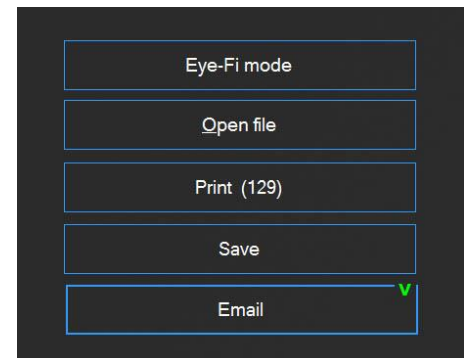 Eye-Fi mode
Open file
Print (129)
Save
v
Email